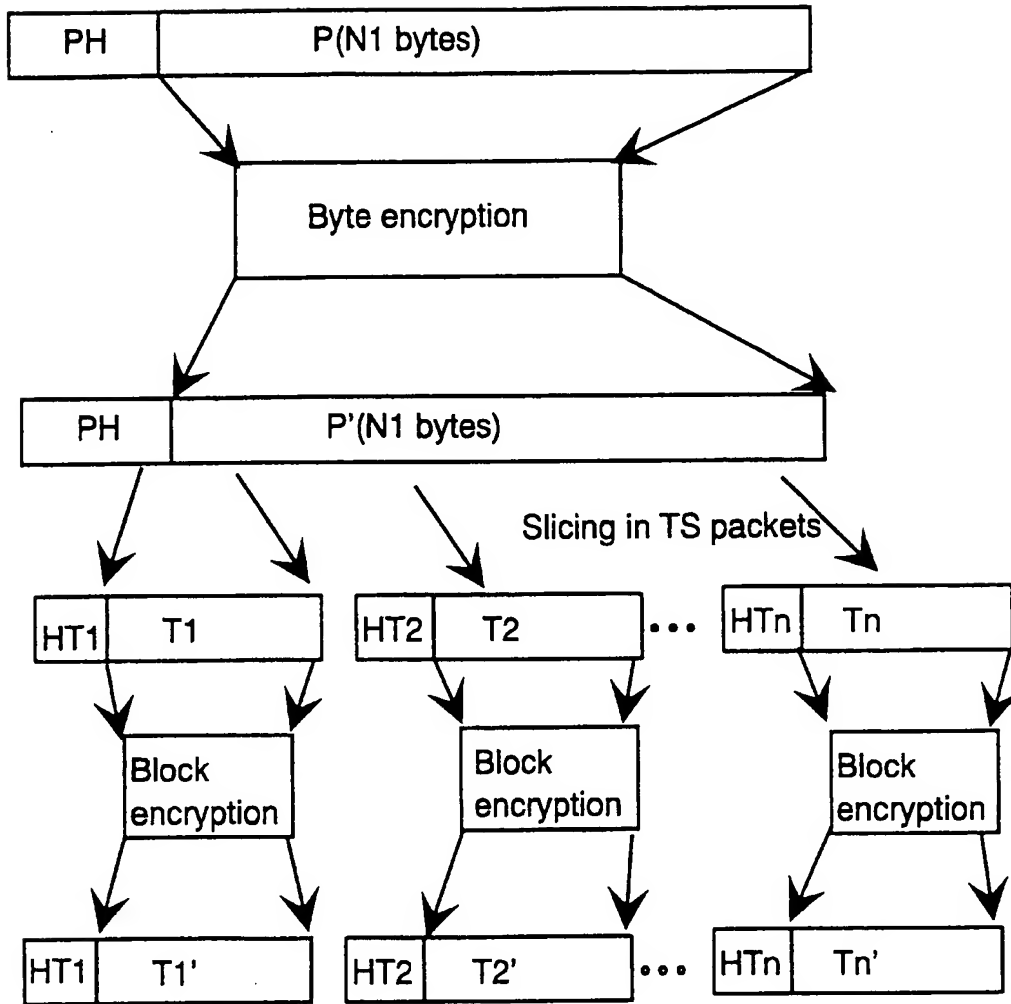 PH P(N1 bytes)
Byte encryption
PH P'(N1 bytes)
Slicing in TS packets
HT1 T1 HT2 T2 HTn Tn
Block encryption Block encryption Block encryption
HT1 T1' HT2 T2' HTn Tn'